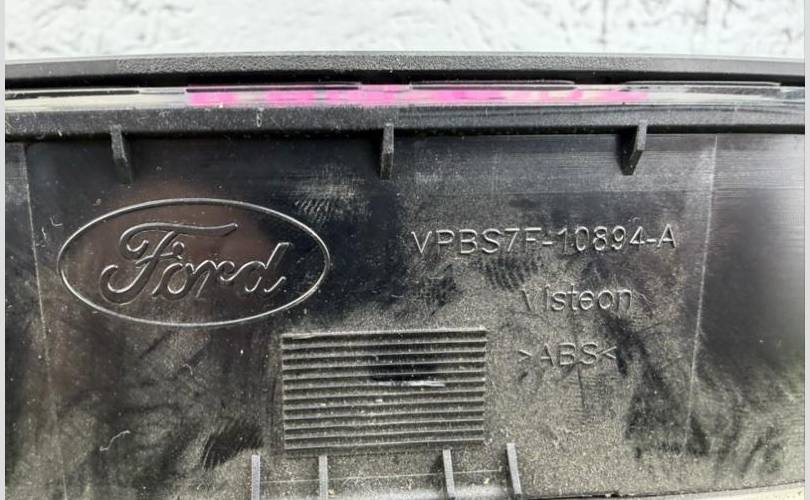 Ford
VPBS7F-10894-A
Visteon
>ABS<